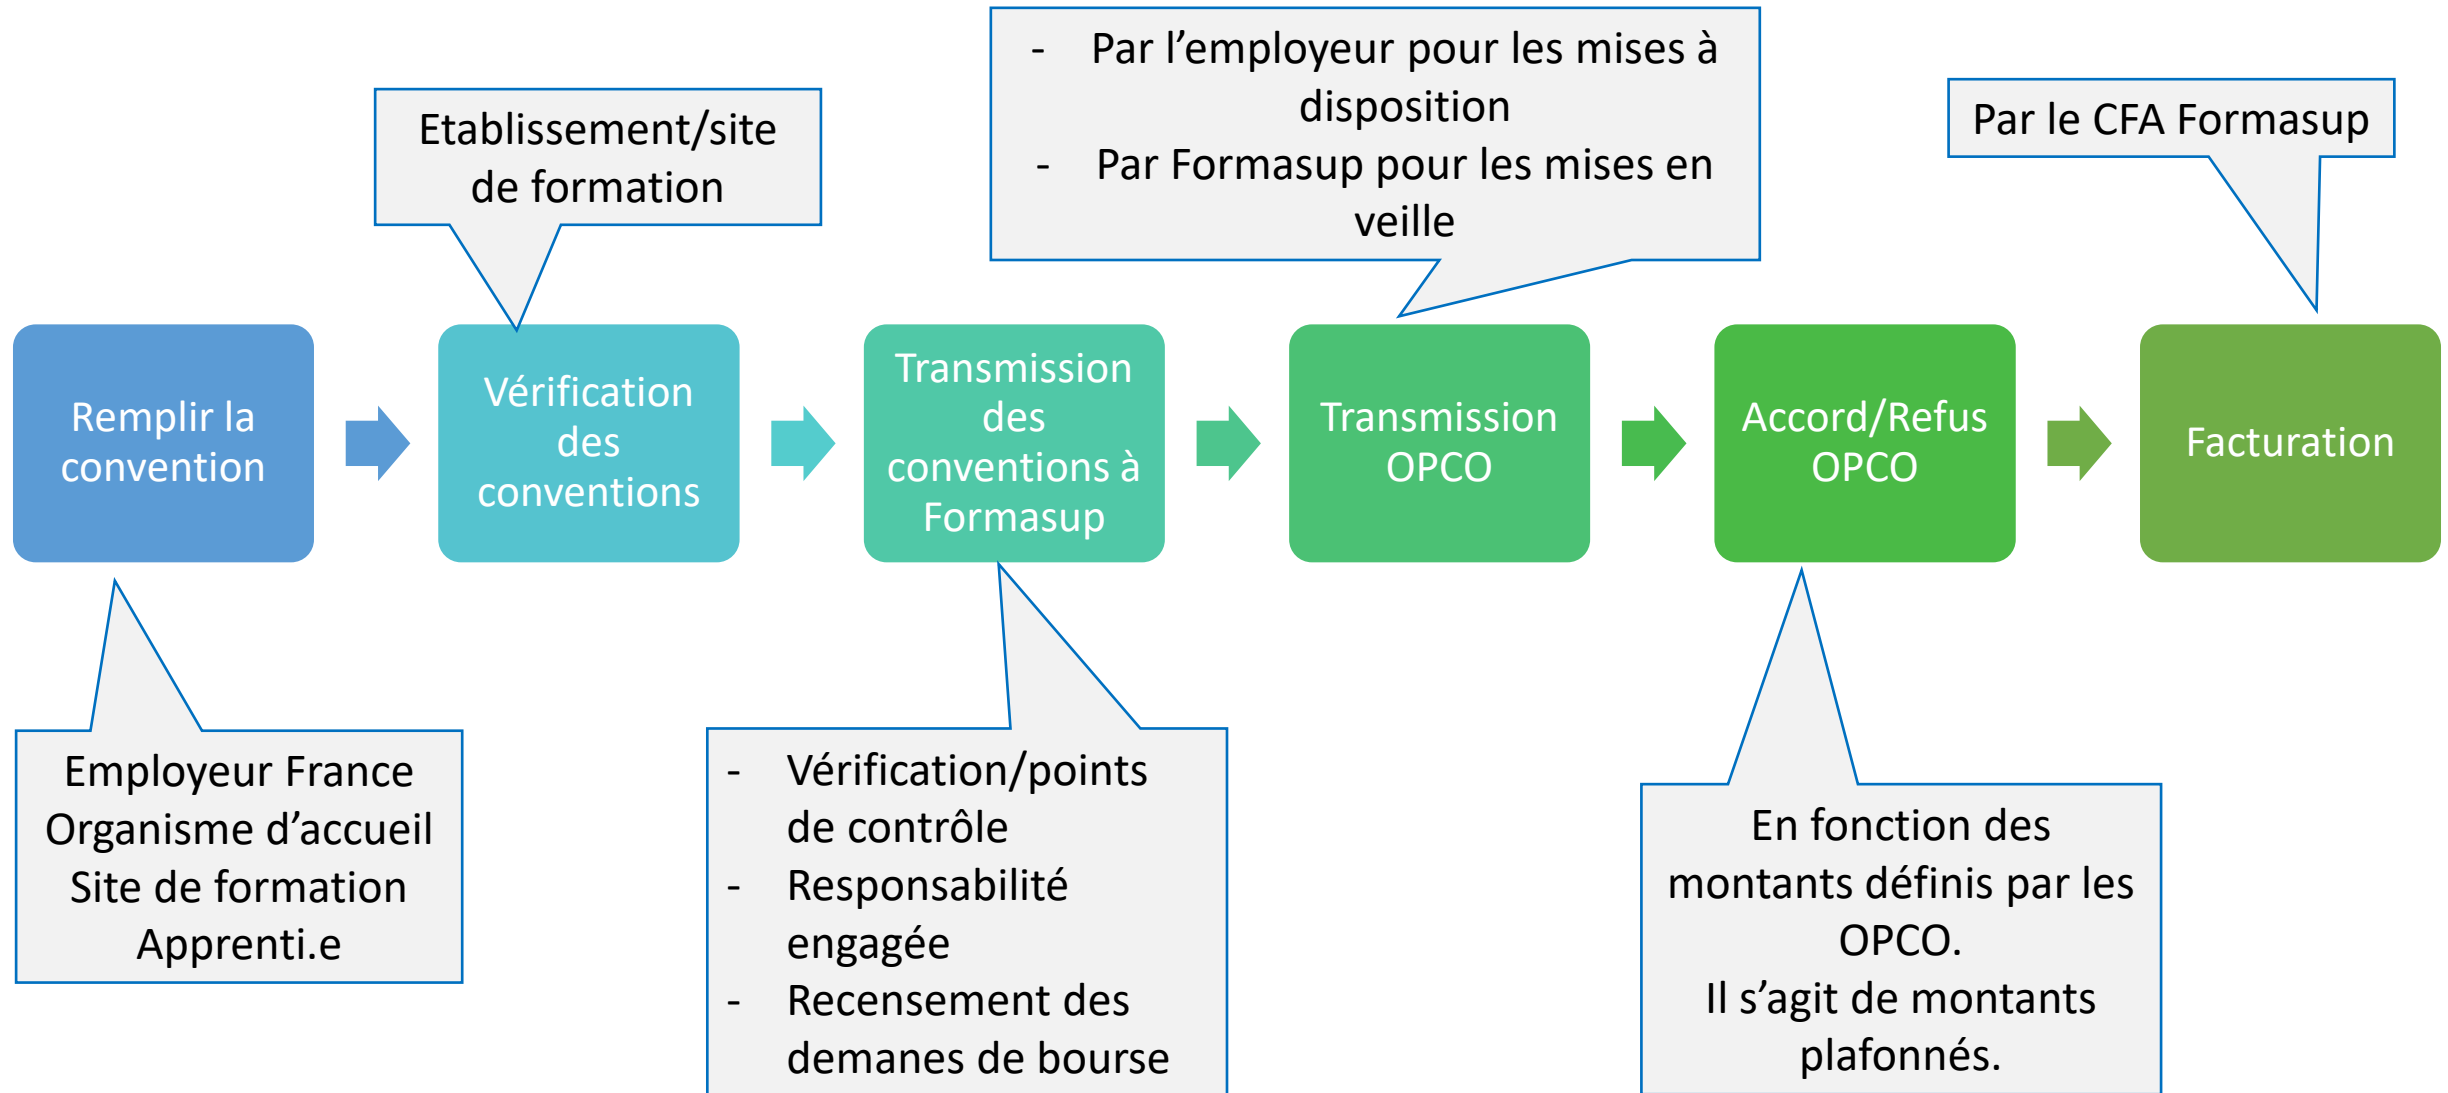 - Par l’employeur pour les mises à
disposition
- Par Formasup pour les mises en
veille
Etablissement/site
de formation
Par le CFA Formasup
Remplir la
convention
Vérification
des
conventions
Transmission
des
conventions à
Formasup
Transmission
OPCO
Accord/Refus
OPCO
Facturation
Employeur France
Organisme d’accueil
Site de formation
Apprenti.e
- Vérification/points
de contrôle
- Responsabilité
engagée
- Recensement des
demanes de bourse
En fonction des
montants définis par les
OPCO.
Il s’agit de montants
plafonnés.